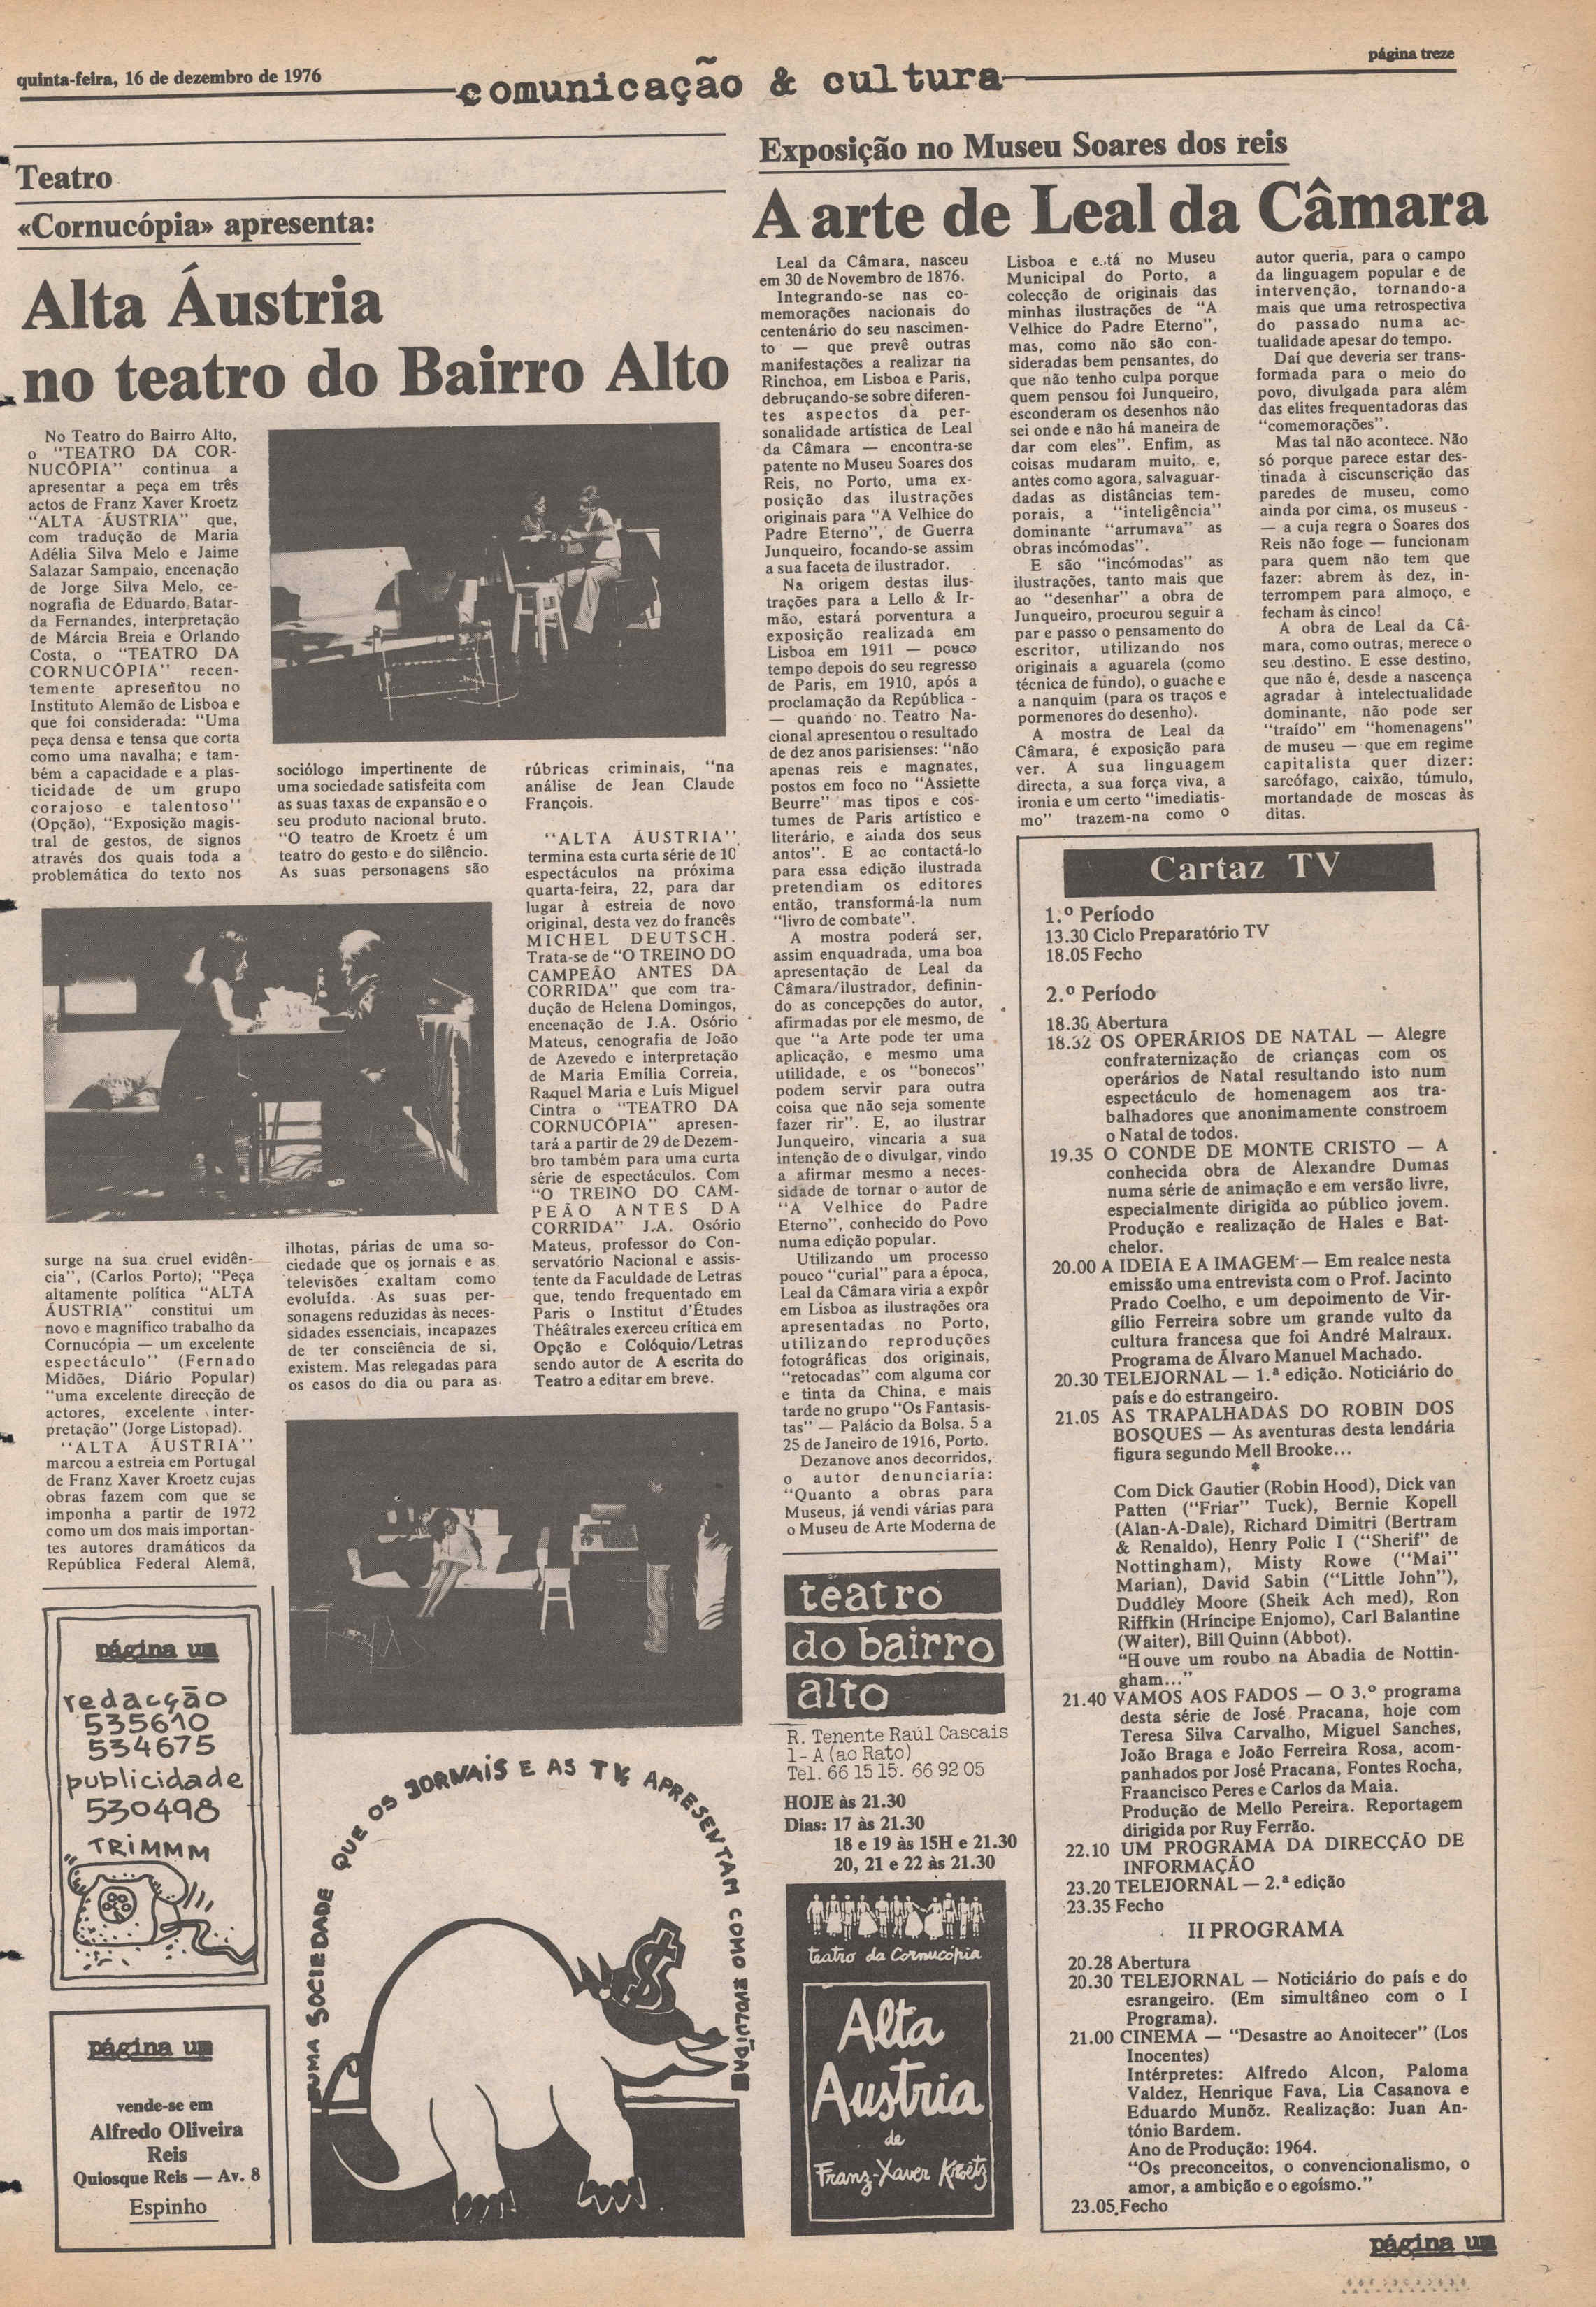 quinta-feira, 16 de dezembro de 1976
comunicação & cultura
página treze
Teatro
«Cornucópia» apresenta:
Alta Áustria
no teatro do Bairro Alto
No Teatro do Bairro Alto,
o "TEATRO DA COR-
NUCÓPIA" continua a
apresentar a peça em três
actos de Franz Xaver Kroetz
"ALTA ÁUSTRIA" que,
com tradução de Maria
Adélia Silva Melo e Jaime
Salazar Sampaio, encenação
de Jorge Silva Melo, ce-
nografia de Eduardo Batar-
da Fernandes, interpretação
de Márcia Breia e Orlando
Costa, o "TEATRO DA
CORNUCÓPIA" recen-
temente apresentou no
Instituto Alemão de Lisboa e
que foi considerada: "Uma
peça densa e tensa que corta
como uma navalha; e tam-
bém a capacidade e a plas-
ticidade de um grupo
corajoso e talentoso"
(Opção), "Exposição magis-
tral de gestos, de signos
através dos quais toda a
problemática do texto nos
surge na sua cruel evidên-
cia", (Carlos Porto); "Peça
altamente política "ALTA
ÁUSTRIA" constitui um
novo e magnífico trabalho da
Cornucópia — um excelente
espectáculo" (Fernado
Midões, Diário Popular)
"uma excelente direcção de
actores, excelente inter-
pretação" (Jorge Listopad).
"ALTA ÁUSTRIA"
marcou a estreia em Portugal
de Franz Xaver Kroetz cujas
obras fazem com que se
imponha a partir de 1972
como um dos mais importan-
tes autores dramáticos da
República Federal Alemã,
sociólogo impertinente de
uma sociedade satisfeita com
as suas taxas de expansão e o
seu produto nacional bruto.
"O teatro de Kroetz é um
teatro do gesto e do silêncio.
As suas personagens são
ilhotas, párias de uma so-
ciedade que os jornais e as
televisões exaltam como
evoluída. As suas per-
sonagens reduzidas às neces-
sidades essenciais, incapazes
de ter consciência de si,
existem. Mas relegadas para
os casos do dia ou para as
rúbricas criminais, "na
análise de Jean Claude
François.
"ALTA ÁUSTRIA"
termina esta curta série de 10
espectáculos na próxima
quarta-feira, 22, para dar
lugar à estreia de novo
original, desta vez do francês
MICHEL DEUTSCH.
Trata-se de "O TREINO DO
CAMPEÃO ANTES DA
CORRIDA" que com tra-
dução de Helena Domingos,
encenação de J.A. Osório
Mateus, cenografia de João
de Azevedo e interpretação
de Maria Emília Correia,
Raquel Maria e Luís Miguel
Cintra o "TEATRO DA
CORNUCÓPIA" apresen-
tará a partir de 29 de Dezem-
bro também para uma curta
série de espectáculos. Com
"O TREINO DO CAM-
PEÃO ANTES DA
CORRIDA" J.A. Osório
Mateus, professor do Con-
servatório Nacional e assis-
tente da Faculdade de Letras
que, tendo frequentado em
Paris o Institut d'Études
Théâtrales exerceu crítica em
Opção e Colóquio/Letras
sendo autor de A escrita do
Teatro a editar em breve.
Exposição no Museu Soares dos reis
A arte de Leal da Câmara
Leal da Câmara, nasceu
em 30 de Novembro de 1876.
Integrando-se nas co-
memorações nacionais do
centenário do seu nascimen-
to — que prevê outras
manifestações a realizar na
Rinchoa, em Lisboa e Paris,
debruçando-se sobre diferen-
tes aspectos da per-
sonalidade artística de Leal
da Câmara — encontra-se
patente no Museu Soares dos
Reis, no Porto, uma ex-
posição das ilustrações
originais para "A Velhice do
Padre Eterno", de Guerra
Junqueiro, focando-se assim
a sua faceta de ilustrador.
Na origem destas ilus-
trações para a Lello & Ir-
mão, estará porventura a
exposição realizada em
Lisboa em 1911 — pouco
tempo depois do seu regresso
de Paris, em 1910, após a
proclamação da República -
— quando no. Teatro Na-
cional apresentou o resultado
de dez anos parisienses: "não
apenas reis e magnates,
postos em foco no "Assiette
Beurre" mas tipos e cos-
tumes de Paris artístico e
literário, e ainda dos seus
antos". E ao contactá-lo
para essa edição ilustrada
pretendiam os editores
então, transformá-la num
"livro de combate".
A mostra poderá ser,
assim enquadrada, uma boa
apresentação de Leal da
Câmara/ilustrador, definin-
do as concepções do autor,
afirmadas por ele mesmo, de
que "a Arte pode ter uma
aplicação, e mesmo uma
utilidade, e os "bonecos"
podem servir para outra
coisa que não seja somente
fazer rir". E, ao ilustrar
Junqueiro, vincaria a sua
intenção de o divulgar, vindo
a afirmar mesmo a neces-
sidade de tornar o autor de
"A Velhice do Padre
Eterno", conhecido do Povo
numa edição popular.
Utilizando um processo
pouco "curial" para a época,
Leal da Câmara viria a expôr
em Lisboa as ilustrações ora
apresentadas no Porto,
utilizando reproduções
fotográficas dos originais,
"retocadas" com alguma cor
e tinta da China, e mais
tarde no grupo "Os Fantasis-
tas" — Palácio da Bolsa. 5 a
25 de Janeiro de 1916, Porto.
Dezanove anos decorridos,
o autor denunciaria:
"Quanto a obras para
Museus, já vendi várias para
o Museu de Arte Moderna de
Lisboa e e..tá no Museu
Municipal do Porto, a
colecção de originais das
minhas ilustrações de "A
Velhice do Padre Eterno",
mas, como não são con-
sideradas bem pensantes, do
que não tenho culpa porque
quem pensou foi Junqueiro,
esconderam os desenhos não
sei onde e não há maneira de
dar com eles". Enfim, as
coisas mudaram muito, e,
antes como agora, salvaguar-
dadas as distâncias tem-
porais, a "inteligência"
dominante "arrumava" as
obras incómodas".
E são "incómodas" as
ilustrações, tanto mais que
ao "desenhar" a obra de
Junqueiro, procurou seguir a
par e passo o pensamento do
escritor, utilizando nos
originais a aguarela (como
técnica de fundo), o guache e
a nanquim (para os traços e
pormenores do desenho).
A mostra de Leal da
Câmara, é exposição para
ver. A sua linguagem
directa, a sua força viva, a
ironia e um certo "imediatis-
mo" trazem-na como o
autor queria, para o campo
da linguagem popular e de
intervenção, tornando-a
mais que uma retrospectiva
do passado numa ac-
tualidade apesar do tempo.
Daí que deveria ser trans-
formada para o meio do
povo, divulgada para além
das elites frequentadoras das
"comemorações".
Mas tal não acontece. Não
só porque parece estar des-
tinada à ciscunscrição das
paredes de museu, como
ainda por cima, os museus -
— a cuja regra o Soares dos
Reis não foge — funcionam
para quem não tem que
fazer: abrem às dez, in-
terrompem para almoço, e
fecham às cinco!
A obra de Leal da Câ-
mara, como outras, merece o
seu destino. E esse destino,
que não é, desde a nascença
agradar à intelectualidade
dominante, não pode ser
"traído" em "homenagens"
de museu — que em regime
capitalista quer dizer:
sarcófago, caixão, túmulo,
mortandade de moscas às
ditas.
Cartaz TV
1.º Período
13.30 Ciclo Preparatório TV
18.05 Fecho
2.º Período
18.30 Abertura
18.32 OS OPERÁRIOS DE NATAL — Alegre
confraternização de crianças com os
operários de Natal resultando isto num
espectáculo de homenagem aos tra-
balhadores que anonimamente constroem
o Natal de todos.
19.35 O CONDE DE MONTE CRISTO — A
conhecida obra de Alexandre Dumas
numa série de animação e em versão livre,
especialmente dirigida ao público jovem.
Produção e realização de Hales e Bat-
chelor.
20.00 A IDEIA E A IMAGEM — Em realce nesta
emissão uma entrevista com o Prof. Jacinto
Prado Coelho, e um depoimento de Vir-
gílio Ferreira sobre um grande vulto da
cultura francesa que foi André Malraux.
Programa de Álvaro Manuel Machado.
20.30 TELEJORNAL — 1.ª edição. Noticiário do
país e do estrangeiro.
21.05 AS TRAPALHADAS DO ROBIN DOS
BOSQUES — As aventuras desta lendária
figura segundo Mell Brooke...
*
Com Dick Gautier (Robin Hood), Dick van
Patten ("Friar" Tuck), Bernie Kopell
(Alan-A-Dale), Richard Dimitri (Bertram
& Renaldo), Henry Polic I ("Sherif" de
Nottingham), Misty Rowe ("Mai"
Marian), David Sabin ("Little John"),
Duddley Moore (Sheik Ach med), Ron
Riffkin (Hríncipe Enjomo), Carl Balantine
(Waiter), Bill Quinn (Abbot).
"Houve um roubo na Abadia de Nottin-
gham..."
21.40 VAMOS AOS FADOS — O 3.º programa
desta série de José Pracana, hoje com
Teresa Silva Carvalho, Miguel Sanches,
João Braga e João Ferreira Rosa, acom-
panhados por José Pracana, Fontes Rocha,
Fraancisco Peres e Carlos da Maia.
Produção de Mello Pereira. Reportagem
dirigida por Ruy Ferrão.
22.10 UM PROGRAMA DA DIRECÇÃO DE
INFORMAÇÃO
23.20 TELEJORNAL — 2.ª edição
23.35 Fecho
II PROGRAMA
20.28 Abertura
20.30 TELEJORNAL — Noticiário do país e do
esrangeiro. (Em simultâneo com o I
Programa).
21.00 CINEMA — "Desastre ao Anoitecer" (Los
Inocentes)
Intérpretes: Alfredo Alcon, Paloma
Valdez, Henrique Fava, Lia Casanova e
Eduardo Munõz. Realização: Juan An-
tónio Bardem.
Ano de Produção: 1964.
"Os preconceitos, o convencionalismo, o
amor, a ambição e o egoísmo."
23.05 Fecho
página um
redacção
535610
534675
publicidade
530498
TRiMMM
página um
vende-se em
Alfredo Oliveira
Reis
Quiosque Reis — Av. 8
Espinho
NUMA SOCIEDADE QUE OS JORNAIS E AS TV, APRESENTAM COMO EVOLUÍDAS
teatro
do bairro
alto
R. Tenente Raúl Cascais
1-A (ao Rato)
Tel. 66 15 15. 66 92 05
HOJE às 21.30
Dias: 17 às 21.30
18 e 19 às 15H e 21.30
20, 21 e 22 às 21.30
teatro da Cornucópia
Alta
Austria
de
Franz-Xaver Kroetz
página um